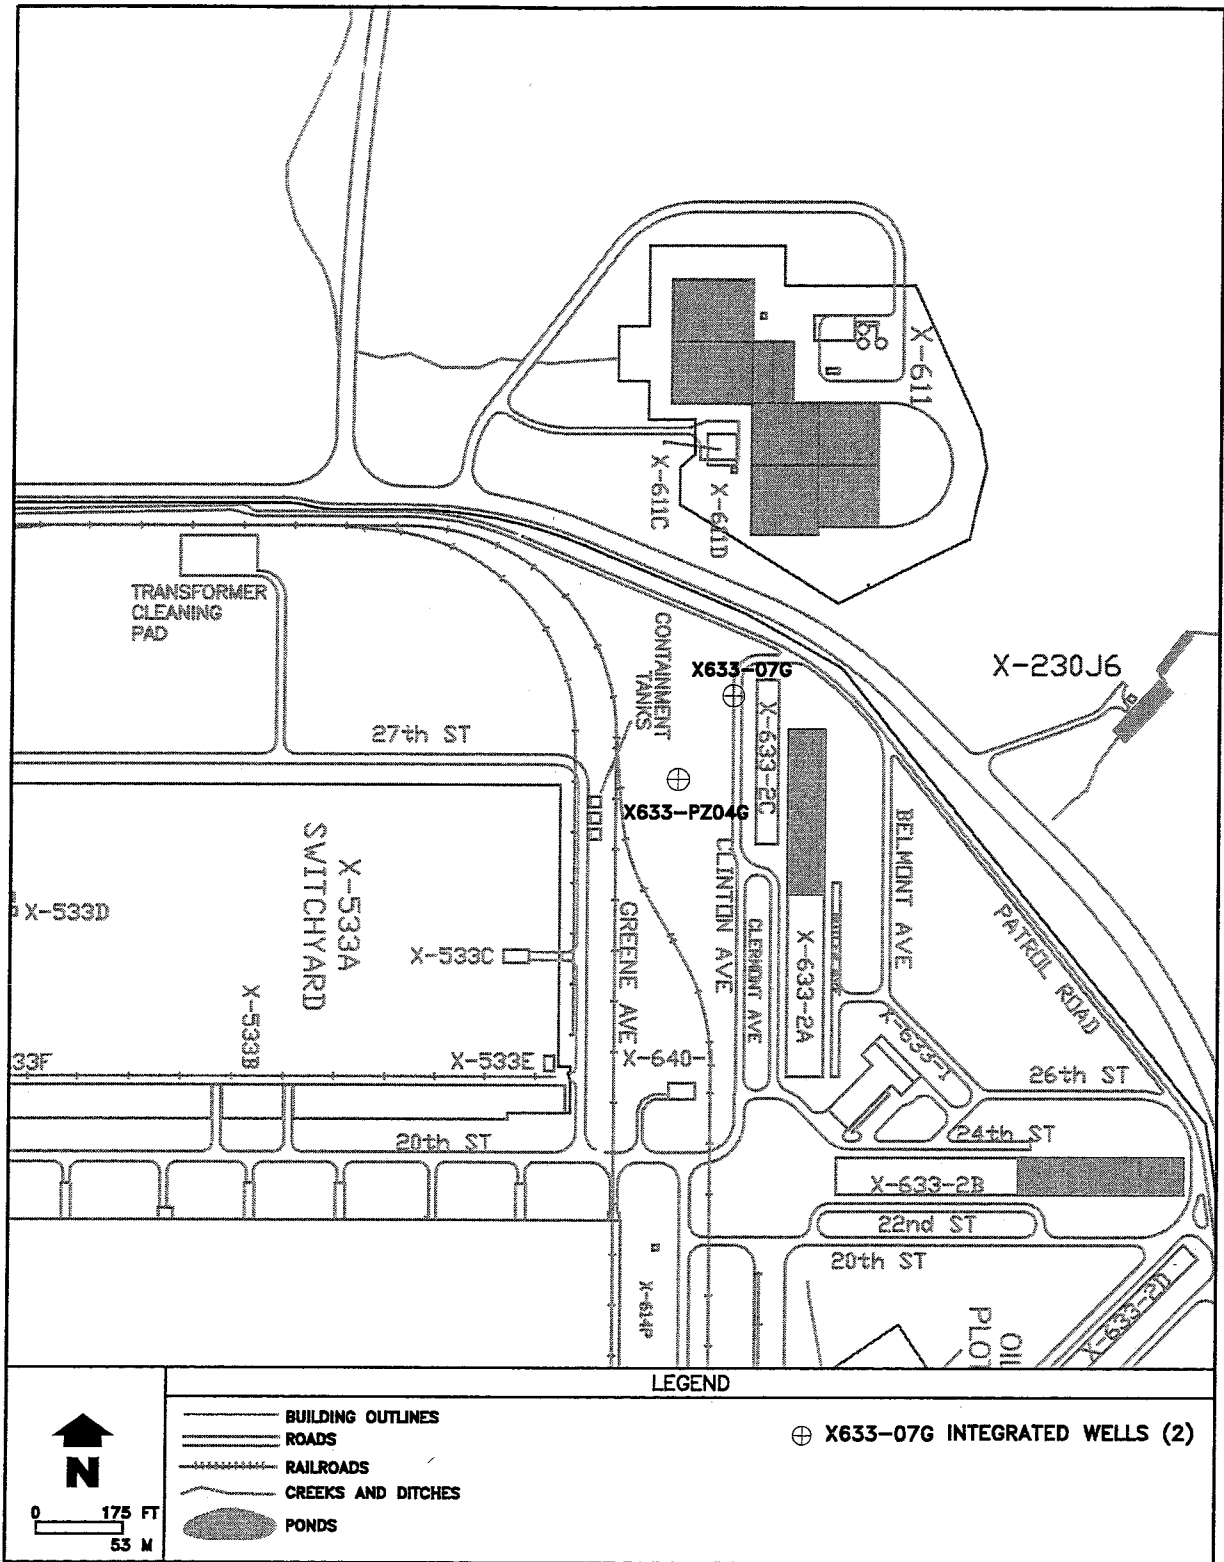 X-611
X-611C
X-611D
TRANSFORMER
CLEANING
PAD
CONTAINMENT
TANKS
X633-07G
X-230J6
X-633-2C
27th ST
X633-PZ04G
X-533A
SWITCHYARD
X-533D
CLINTON AVE
BELMONT AVE
CLERMONT AVE
GREENE AVE
X-533C
X-633-2A
PATROL ROAD
X-533B
33F
X-533E
X-640-
X-633-1
26th ST
24th ST
20th ST
X-633-2B
22nd ST
20th ST
X-614P
X-633-2D
OIL
PLOT
LEGEND
BUILDING OUTLINES
ROADS
RAILROADS
CREEKS AND DITCHES
PONDS
X633-07G INTEGRATED WELLS (2)
N
0 175 FT
53 M